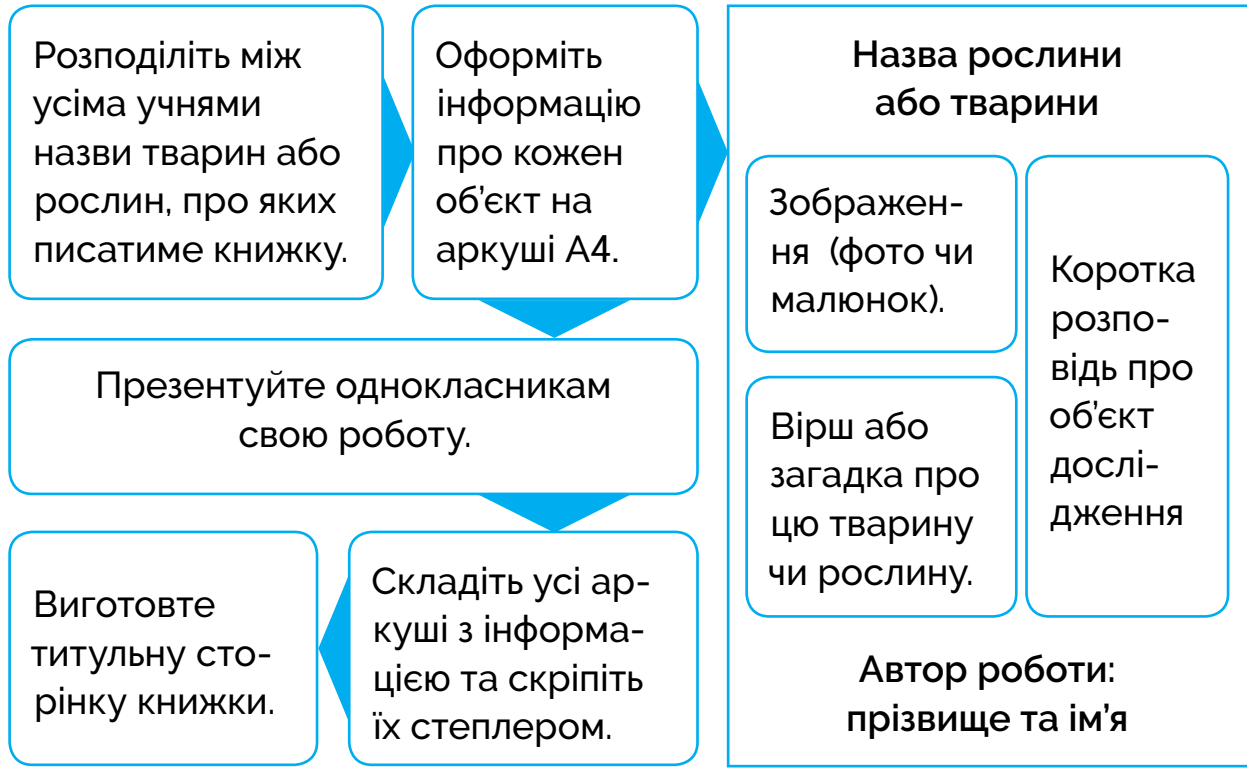 Розподіліть між
усіма учнями
назви тварин або
рослин, про яких
писатиме книжку.
Оформіть
інформацію
про кожен
об’єкт на
аркуші А4.
Назва рослини
або тварини
Зображен-
ня (фото чи
малюнок).
Вірш або
загадка про
цю тварину
чи рослину.
Коротка
розпо-
відь про
об’єкт
дослі-
дження
Автор роботи:
прізвище та ім’я
Презентуйте однокласникам
свою роботу.
Складіть усі ар-
куші з інформа-
цією та скріпіть
їх степлером.
Виготовте
титульну сто-
рінку книжки.